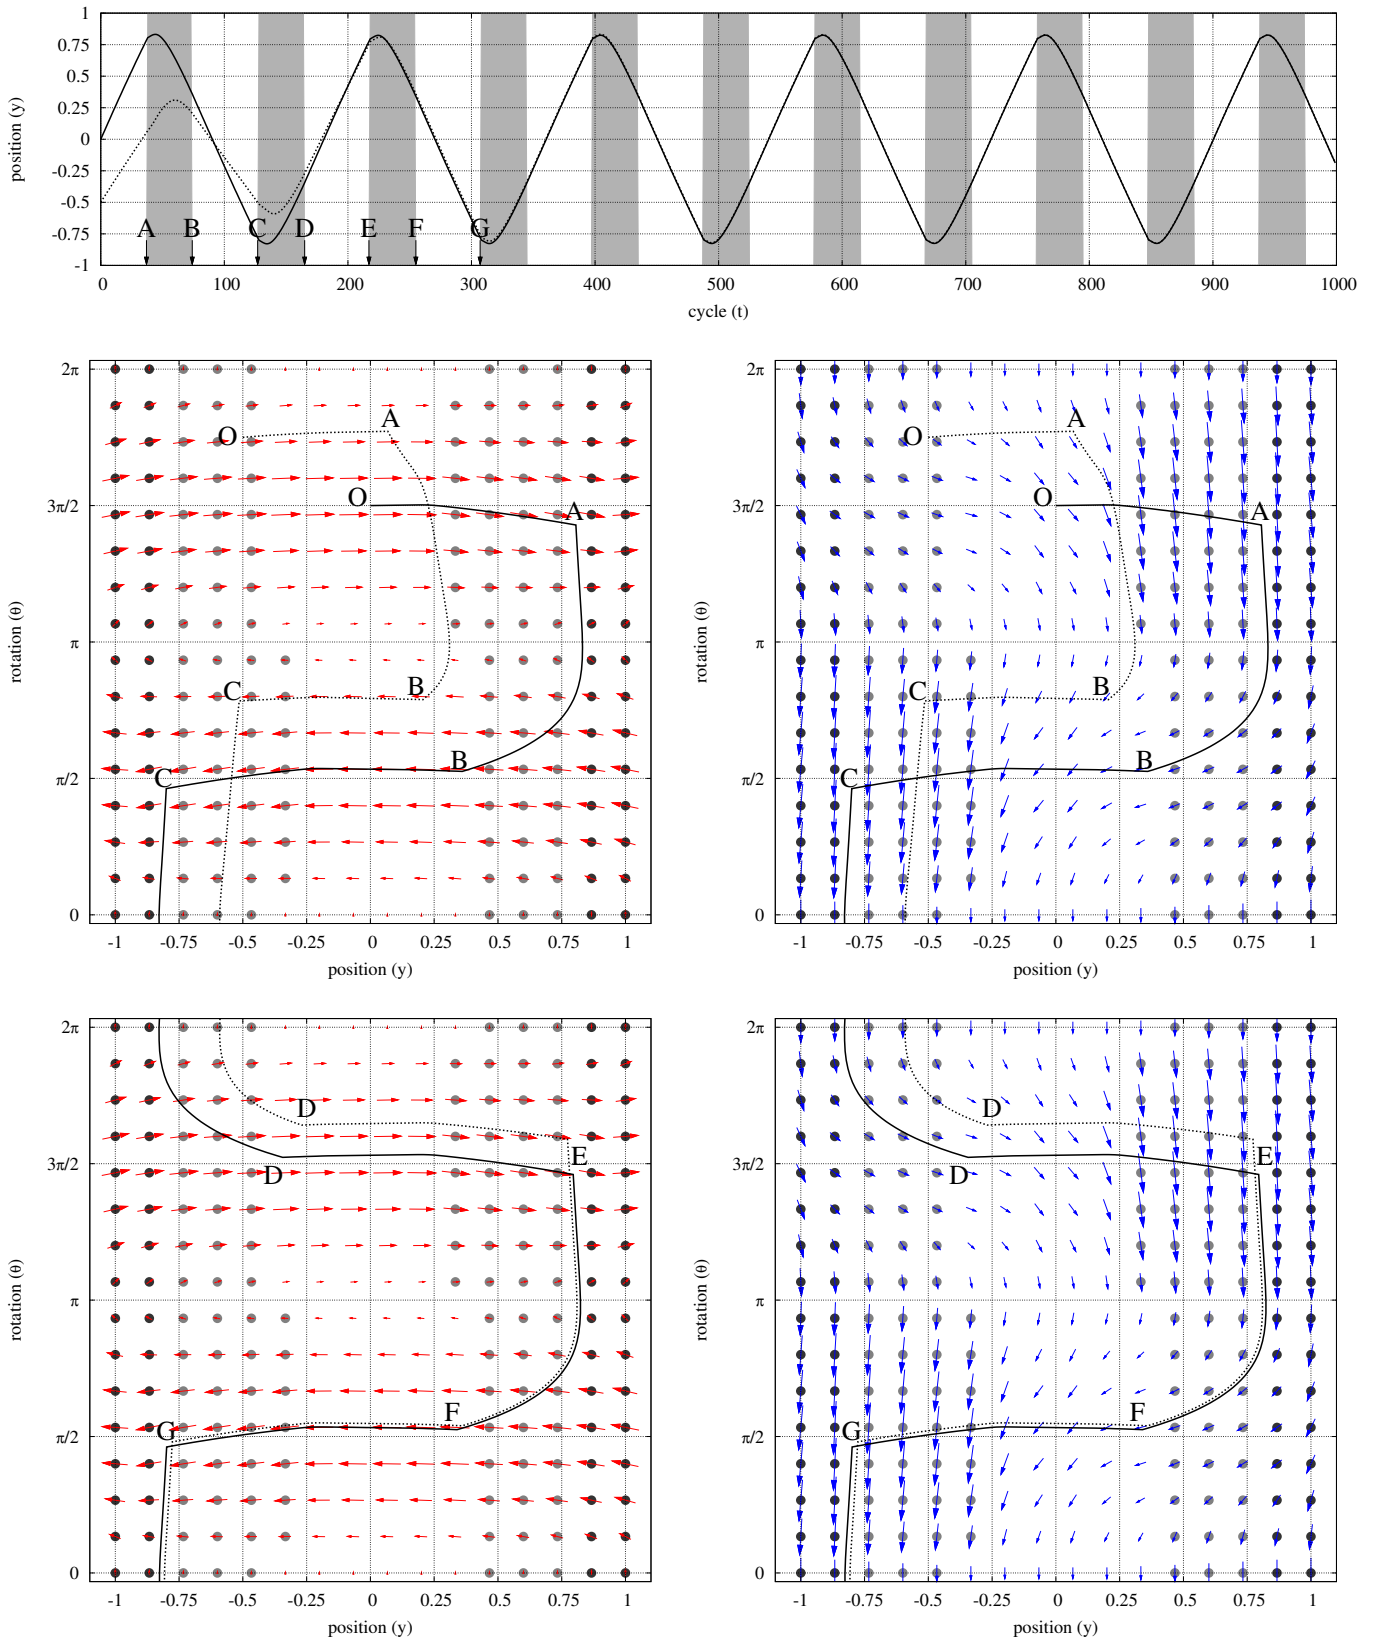 1
0.75
0.5
0.25
0
-0.25
-0.5
-0.75
-1
position (y)
A B C D E F G
0 100 200 300 400 500 600 700 800 900 1000
cycle (t)
2π
3π/2
π
π/2
0
rotation (θ)
O A
O A
C B
C B
-1 -0.75 -0.5 -0.25 0 0.25 0.5 0.75 1
position (y)
2π
3π/2
π
π/2
0
rotation (θ)
O A
O A
C B
C B
-1 -0.75 -0.5 -0.25 0 0.25 0.5 0.75 1
position (y)
2π
3π/2
π
π/2
0
rotation (θ)
D
D E
G F
-1 -0.75 -0.5 -0.25 0 0.25 0.5 0.75 1
position (y)
2π
3π/2
π
π/2
0
rotation (θ)
D
D E
G F
-1 -0.75 -0.5 -0.25 0 0.25 0.5 0.75 1
position (y)